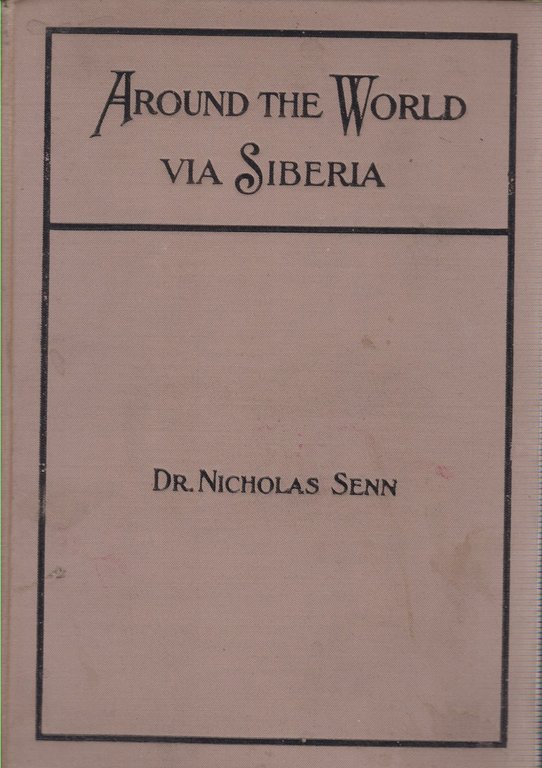 AROUND THE WORLD
VIA SIBERIA
DR. NICHOLAS SENN